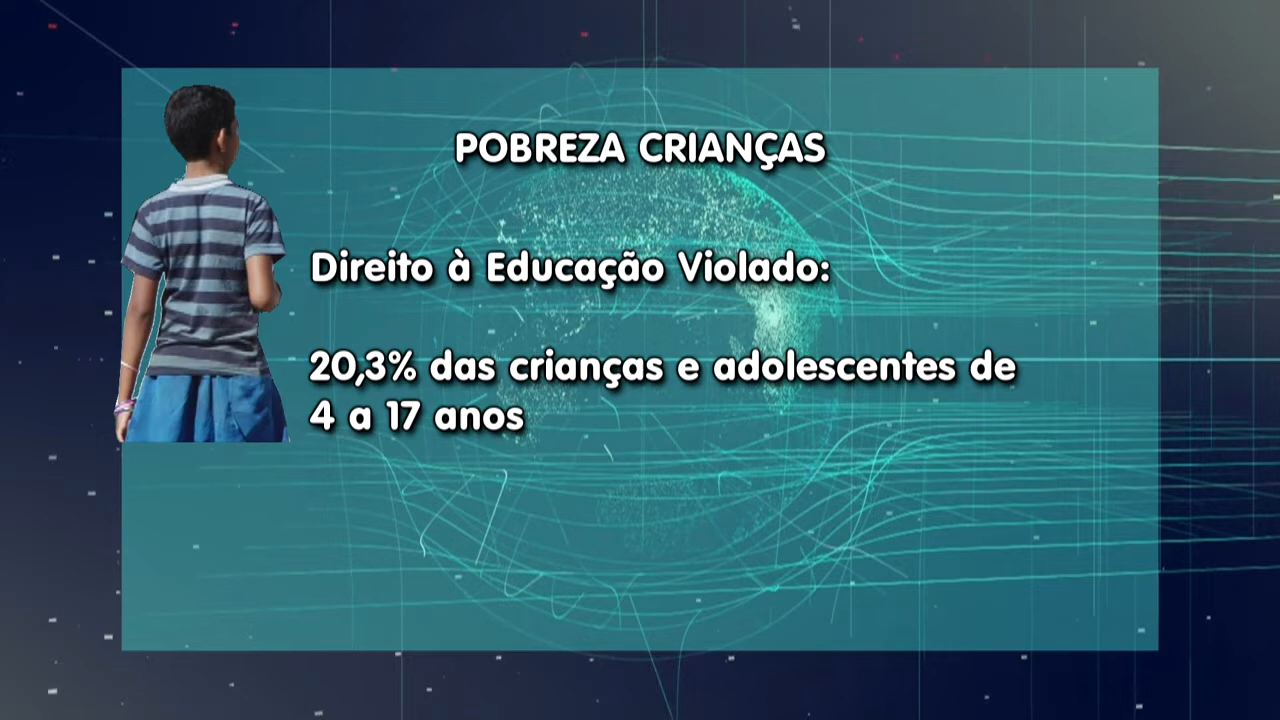 POBREZA CRIANÇAS
Direito à Educação Violado:
20,3% das crianças e adolescentes de
4 a 17 anos